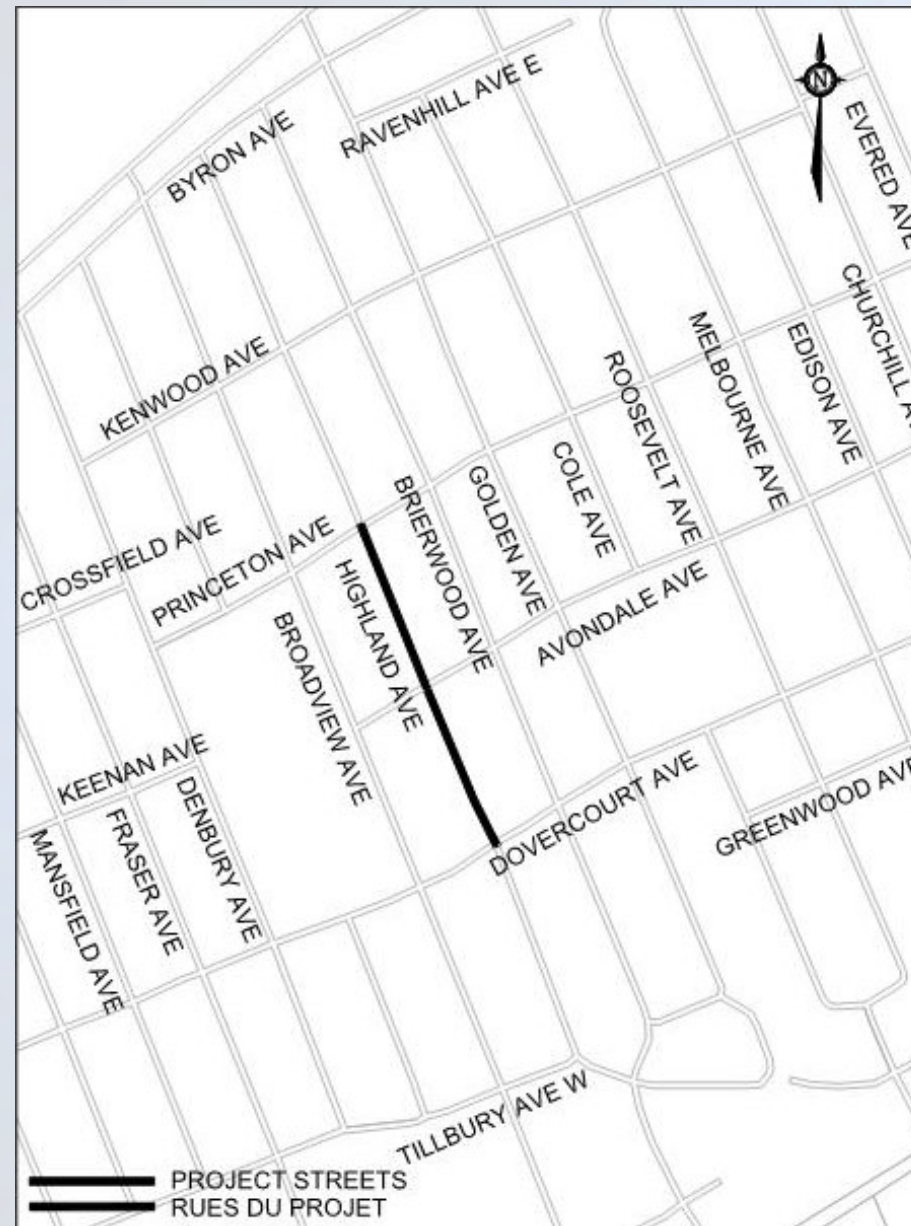 BYRON AVE
RAVENHILL AVE E
N
EVERED AVE
KENWOOD AVE
CHURCHILL
MELBOURNE AVE
EDISON AVE
ROOSEVELT AVE
COLE AVE
GOLDEN AVE
BRIERWOOD AVE
CROSSFIELD AVE
PRINCETON AVE
HIGHLAND AVE
BROADVIEW AVE
AVONDALE AVE
KEENAN AVE
DENBURY AVE
FRASER AVE
MANSFIELD AVE
DOVERCOURT AVE
GREENWOOD AVE
TILLBURY AVE W
PROJECT STREETS
RUES DU PROJET